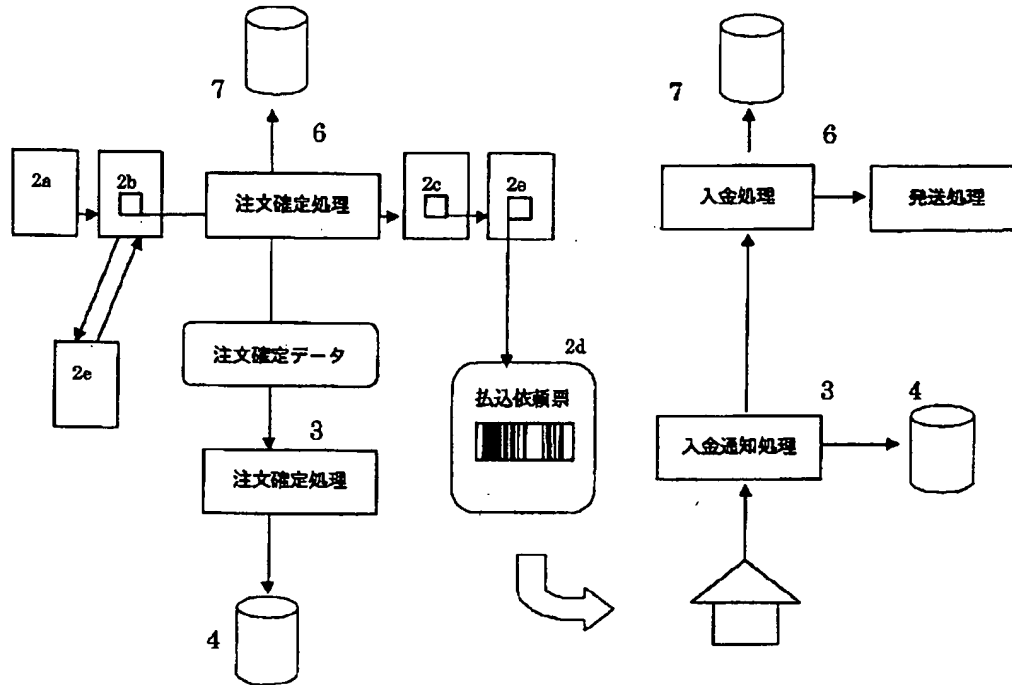 7
7
6
6
2a
2b
注文確定処理
2c
2e
入金処理
発送処理
2e
注文確定データ
2d
払込依頼票
3
注文確定処理
3
4
入金通知処理
4